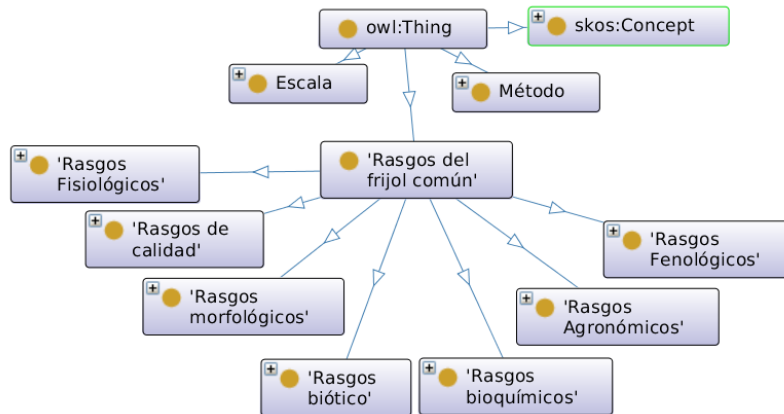 owl:Thing
skos:Concept
Escala
Método
'Rasgos del
frijol común'
'Rasgos
Fisiológicos'
'Rasgos de
calidad'
'Rasgos
Fenológicos'
'Rasgos
morfológicos'
'Rasgos
Agronómicos'
'Rasgos
biótico'
'Rasgos
bioquímicos'